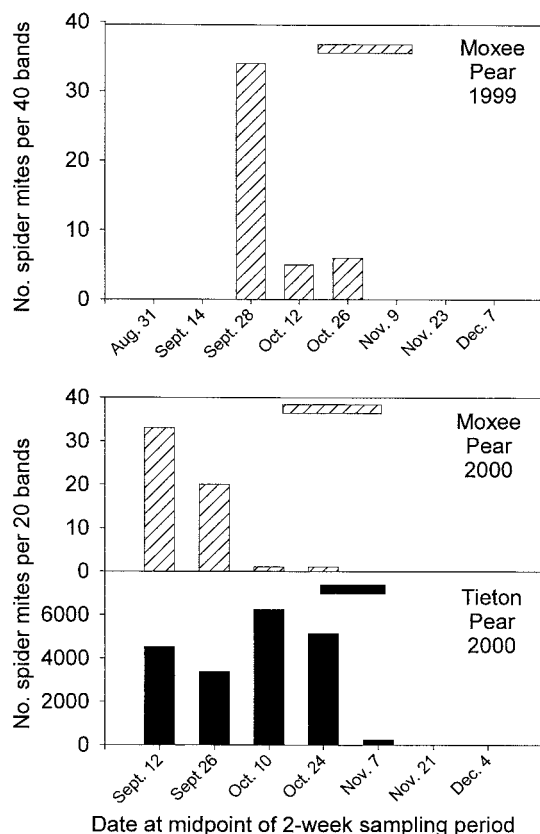 No. spider mites per 40 bands
40
30
20
10
0
Moxee
Pear
1999
Aug. 31
Sept. 14
Sept. 28
Oct. 12
Oct. 26
Nov. 9
Nov. 23
Dec. 7
No. spider mites per 20 bands
40
30
20
10
0
Moxee
Pear
2000
6000
4000
2000
0
Tieton
Pear
2000
Sept. 12
Sept. 26
Oct. 10
Oct. 24
Nov. 7
Nov. 21
Dec. 4
Date at midpoint of 2-week sampling period